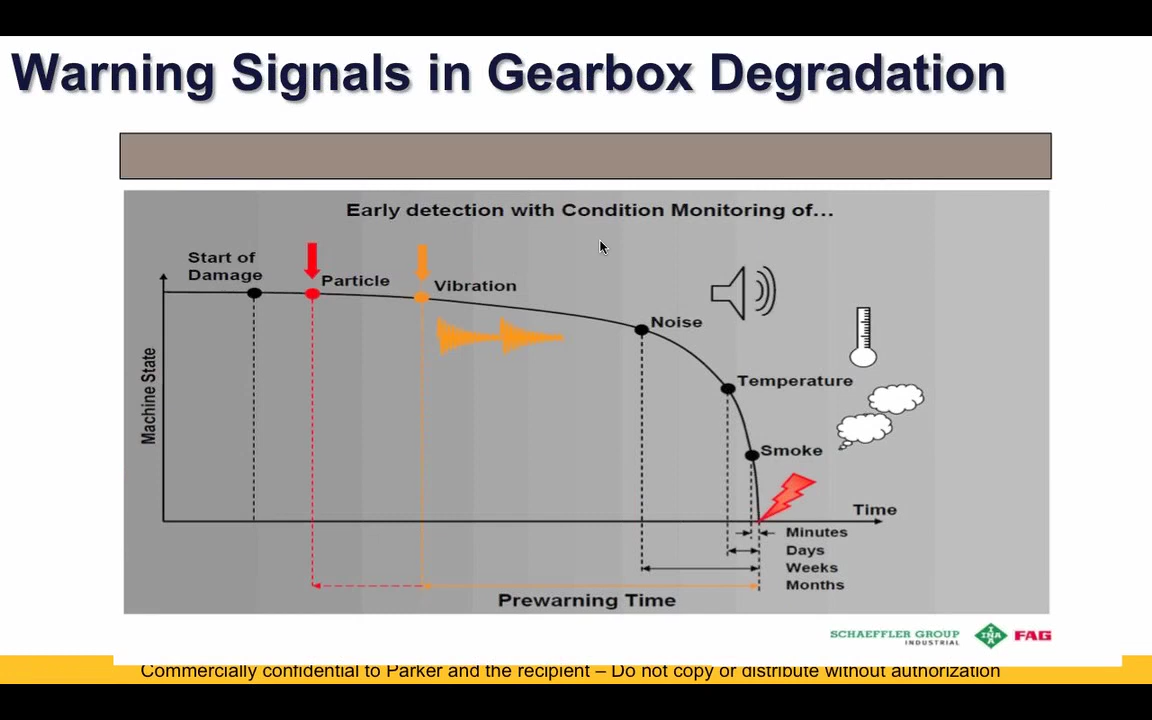 Warning Signals in Gearbox Degradation
Early detection with Condition Monitoring of...
Start of
Damage
Particle
Vibration
Noise
Temperature
Smoke
Machine State
Time
Minutes
Days
Weeks
Months
Prewarning Time
SCHAEFFLER GROUP
INDUSTRIAL
INA
FAG
Commercially confidential to Parker and the recipient – Do not copy or distribute without authorization